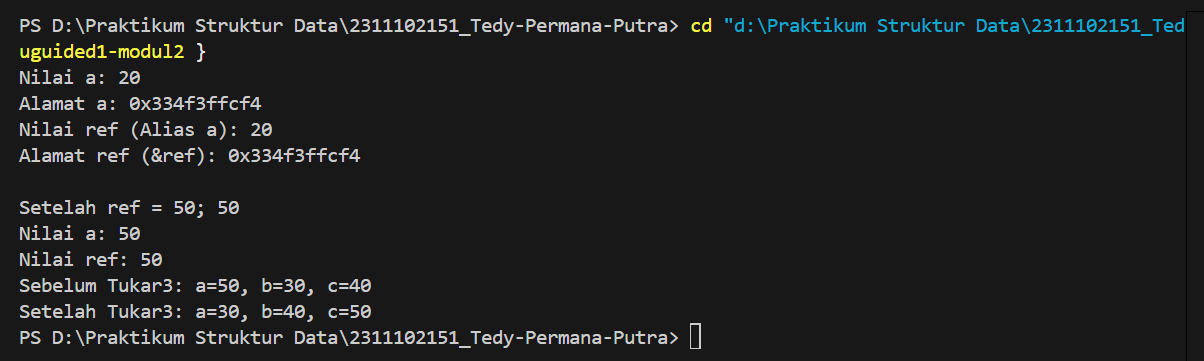 PS D:\Praktikum Struktur Data\2311102151_Tedy-Permana-Putra> cd "d:\Praktikum Struktur Data\2311102151_Ted
uguided1-modul2 }
Nilai a: 20
Alamat a: 0x334f3ffcf4
Nilai ref (Alias a): 20
Alamat ref (&ref): 0x334f3ffcf4

Setelah ref = 50; 50
Nilai a: 50
Nilai ref: 50
Sebelum Tukar3: a=50, b=30, c=40
Setelah Tukar3: a=30, b=40, c=50
PS D:\Praktikum Struktur Data\2311102151_Tedy-Permana-Putra>